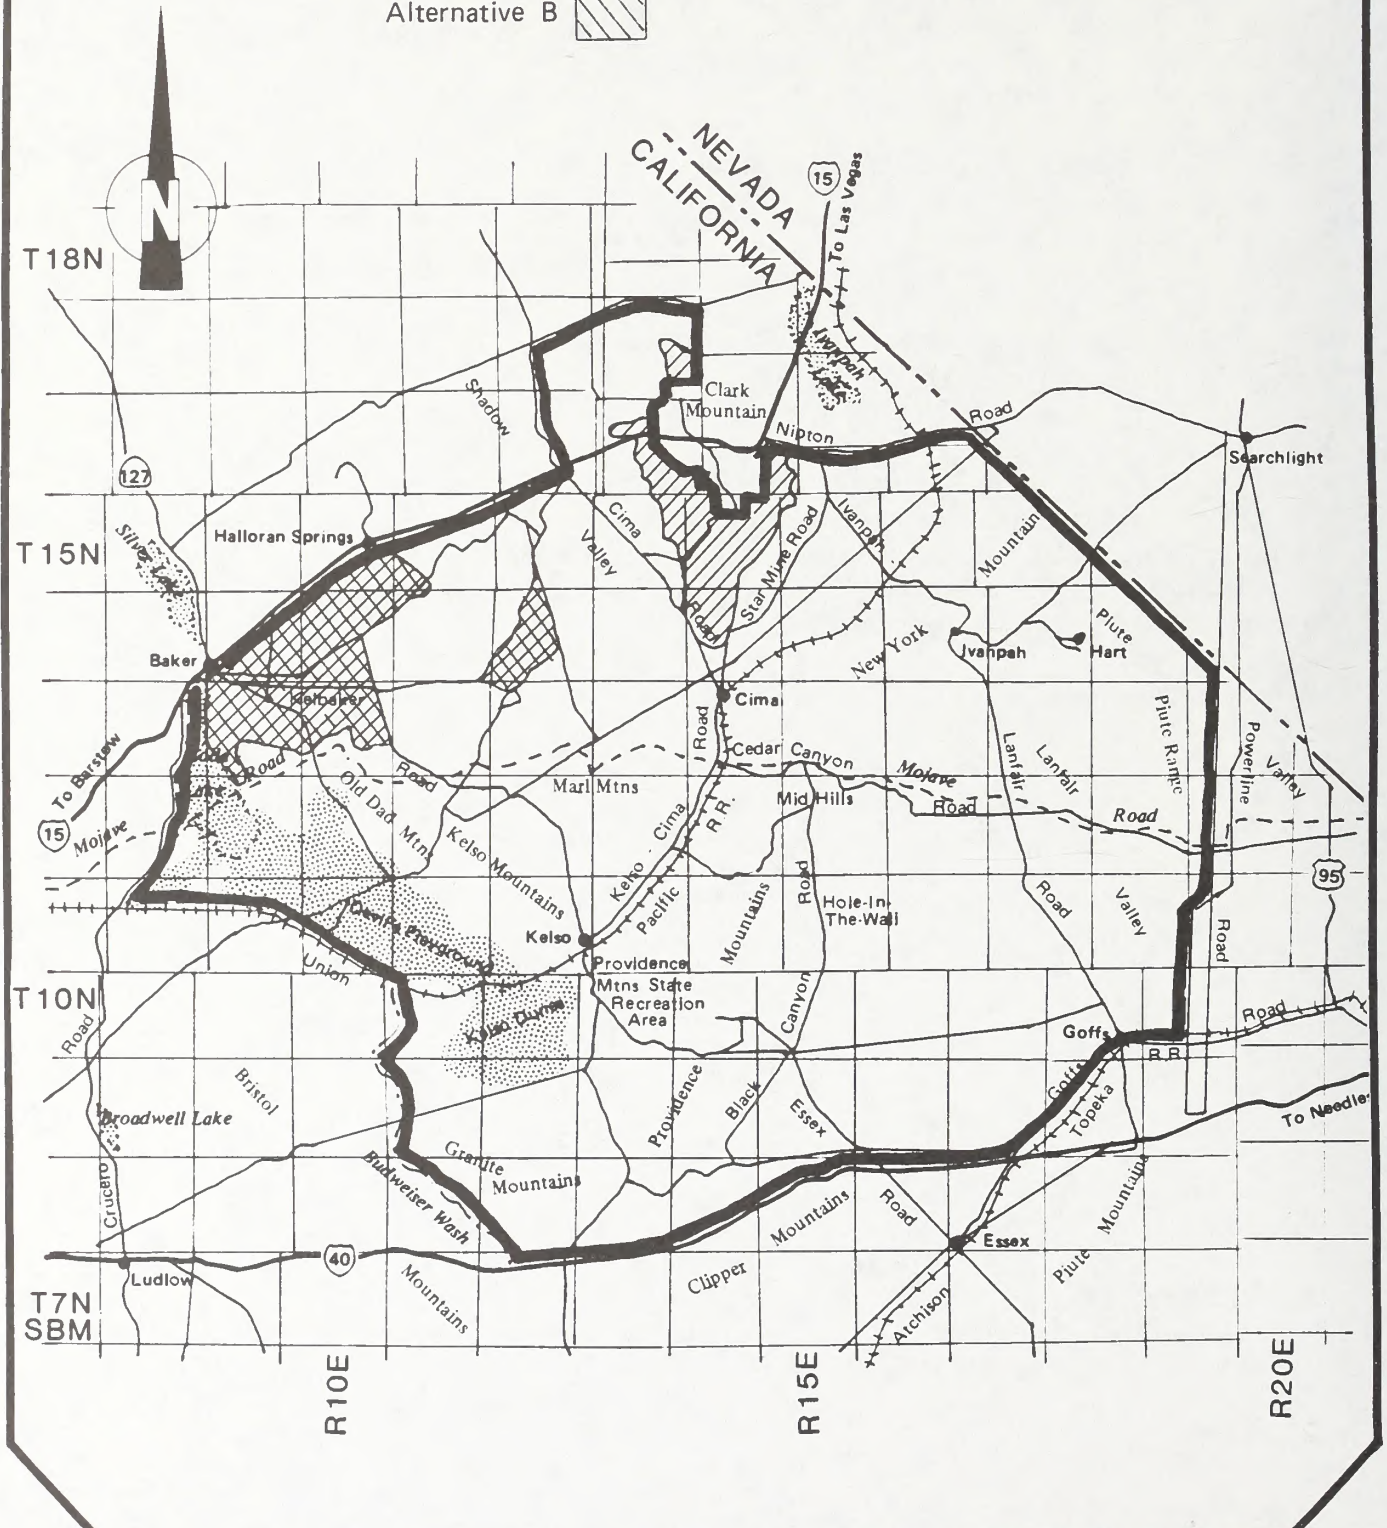 Alternative B
N
NEVADA
CALIFORNIA
15
To Las Vegas
T18N
Ivanpah
Lake
Shadow
Clark
Mountain
Nipton
Road
Searchlight
127
Silver Lake
Halloran Springs
T15N
Cima
Valley
Road
Star Mine Road
Ivanpah
Mountain
Piute
Hart
Ivanpah
New York
Baker
Kelbaker
Cima
Road
Cedar Canyon
Mojave
Road
Lanfair
Lanfair
Road
Piute Range
Powerline
Valley
To Barstow
15
Mojave
Road
Old Dad Mtns
Road
Marl Mtns
Mid Hills
Kelso Mountains
Kelso - Cima
R.R.
Pacific
Mountains
Road
Hole-In-
The-Wall
Road
Valley
Road
95
Devil's Playground
Kelso
Union
Providence
Mtns State
Recreation
Area
Canyon
T10N
Kelso Dunes
Road
Goffs
R.R.
Road
Bristol
Broadwell Lake
Providence
Black
Essex
Goffs
Topeka
To Needles
Granite
Mountains
Budweiser Wash
Crucero
Mountains
Road
Essex
Mountains
Piute
40
Ludlow
Mountains
Clipper
Atchison
T7N
SBM
R10E
R15E
R20E